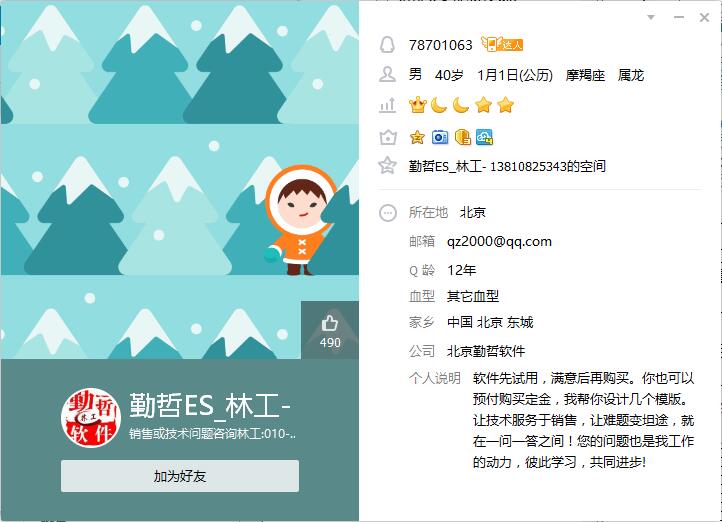 78701063 达人
男 40岁 1月1日(公历) 摩羯座 属龙
勤哲ES_林工- 13810825343的空间
所在地 北京
邮箱 qz2000@qq.com
Q 龄 12年
血型 其它血型
家乡 中国 北京 东城
公司 北京勤哲软件
个人说明 软件先试用，满意后再购买。你也可以
预付购买定金，我帮你设计几个模版。
让技术服务于销售，让难题变坦途，就
在一问一答之间！您的问题也是我工作
的动力，彼此学习，共同进步!
490
勤哲
林工
软件
勤哲ES_林工-
销售或技术问题咨询林工:010-..
加为好友